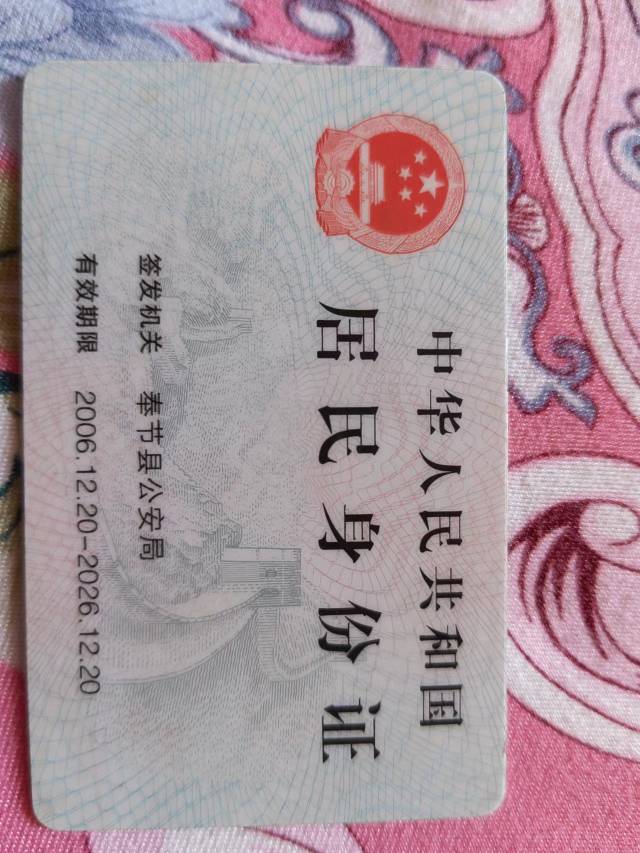 中华人民共和国
居民身份证
签发机关 奉节县公安局
有效期限 2006.12.20-2026.12.20